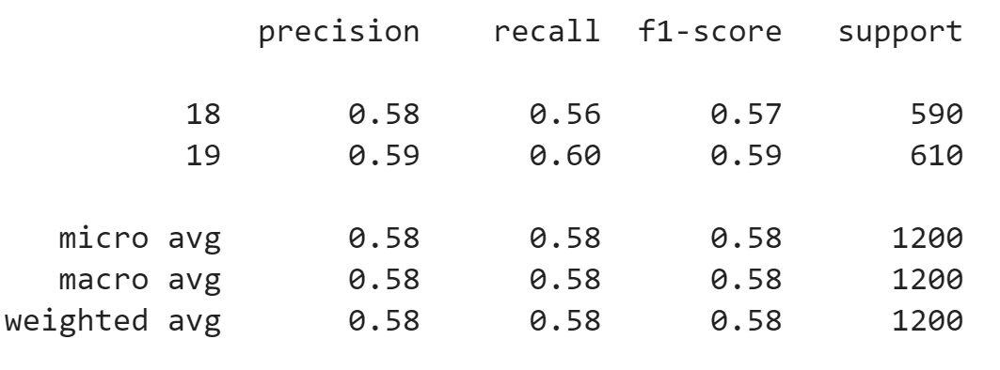 precision recall f1-score support
18 0.58 0.56 0.57 590
19 0.59 0.60 0.59 610
micro avg 0.58 0.58 0.58 1200
macro avg 0.58 0.58 0.58 1200
weighted avg 0.58 0.58 0.58 1200